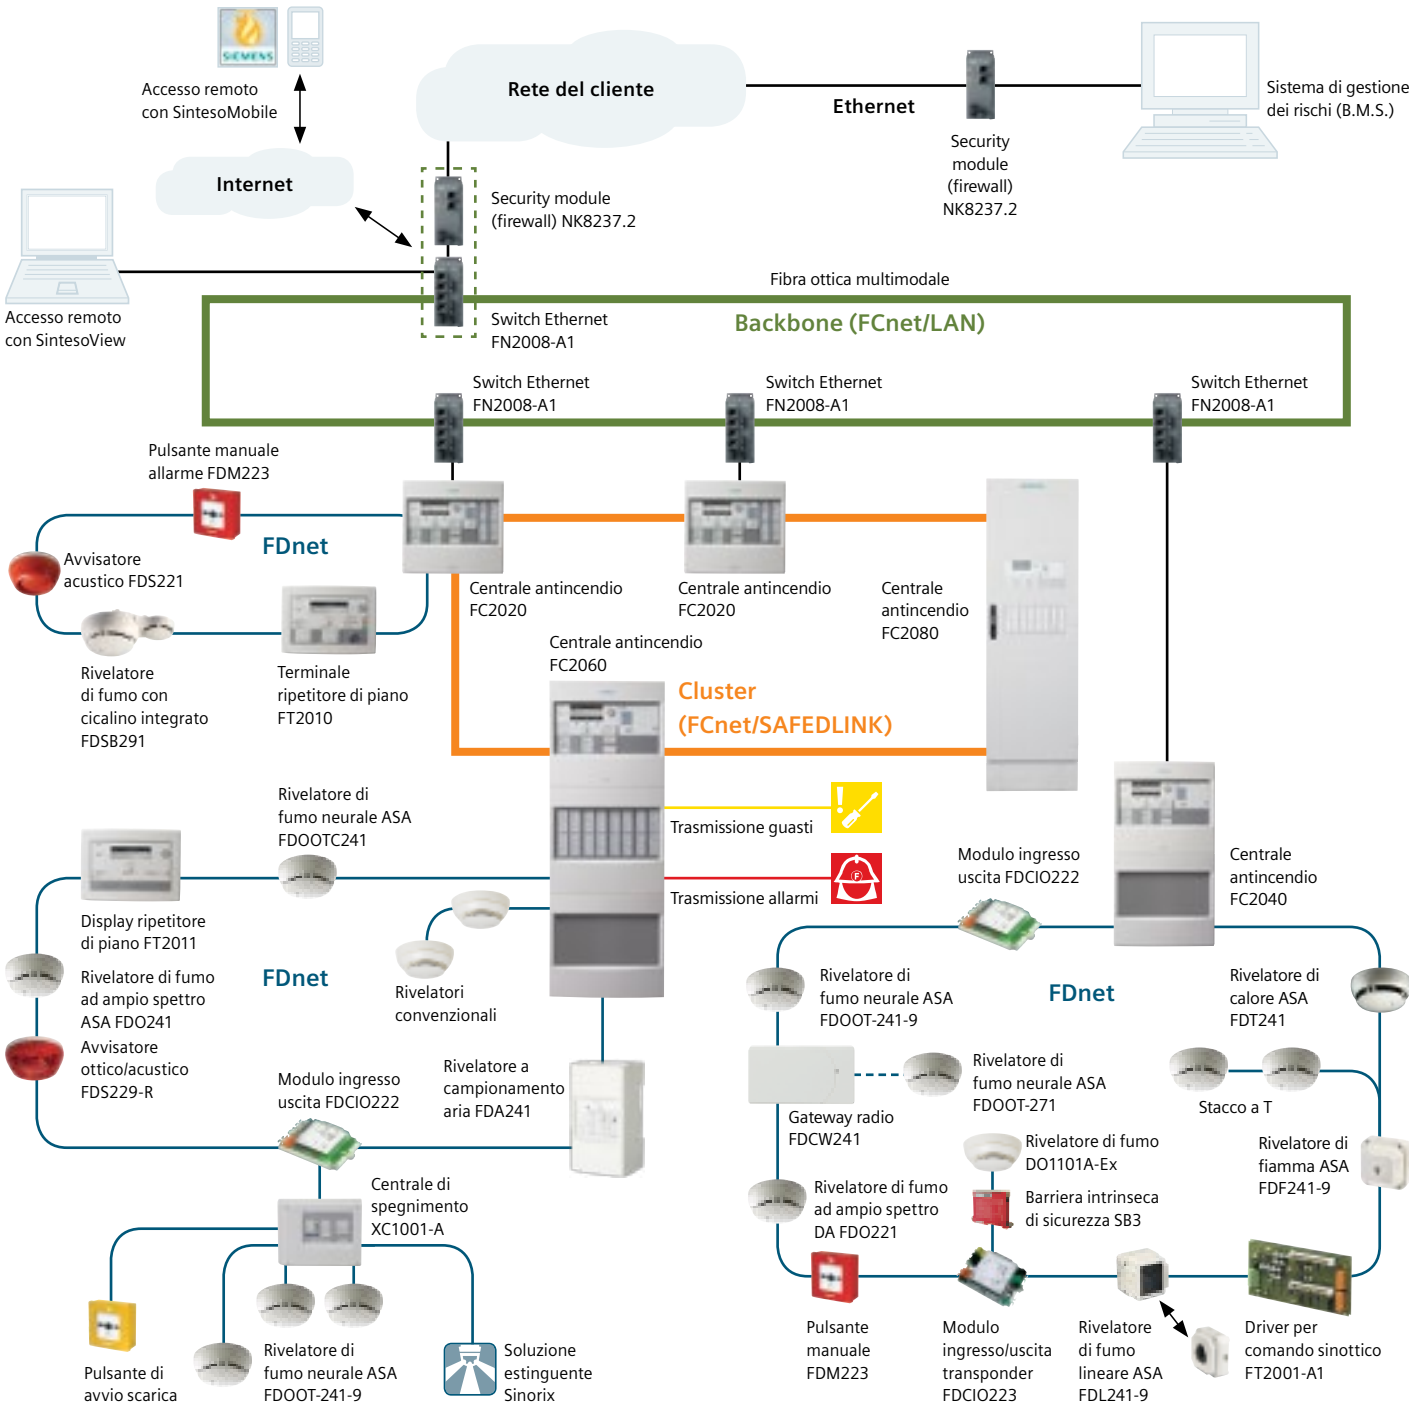 SIEMENS
Accesso remoto
con SintesoMobile
Rete del cliente
Ethernet
Sistema di gestione
dei rischi (B.M.S.)
Security
module
(firewall)
NK8237.2
Internet
Security module
(firewall) NK8237.2
Accesso remoto
con SintesoView
Fibra ottica multimodale
Switch Ethernet
FN2008-A1
Backbone (FCnet/LAN)
Switch Ethernet
FN2008-A1
Switch Ethernet
FN2008-A1
Switch Ethernet
FN2008-A1
Pulsante manuale
allarme FDM223
FDnet
Avvisatore
acustico FDS221
Centrale antincendio
FC2020
Centrale antincendio
FC2020
Centrale
antincendio
FC2080
Rivelatore
di fumo con
cicalino integrato
FDSB291
Terminale
ripetitore di piano
FT2010
Centrale antincendio
FC2060
Cluster
(FCnet/SAFEDLINK)
Rivelatore di
fumo neurale ASA
FDOOTC241
Trasmissione guasti
Trasmissione allarmi
F
Modulo ingresso
uscita FDCIO222
Centrale
antincendio
FC2040
Display ripetitore
di piano FT2011
FDnet
Rivelatore di fumo
ad ampio spettro
ASA FDO241
Rivelatori
convenzionali
Avvisatore
ottico/acustico
FDS229-R
Modulo ingresso
uscita FDCIO222
Rivelatore a
campionamento
aria FDA241
Rivelatore di
fumo neurale ASA
FDOOT-241-9
FDnet
Rivelatore di
calore ASA
FDT241
Gateway radio
FDCW241
Rivelatore di
fumo neurale ASA
FDOOT-271
Stacco a T
Rivelatore di fumo
DO1101A-Ex
Rivelatore di
fiamma ASA
FDF241-9
Centrale di
spegnimento
XC1001-A
Rivelatore di fumo
ad ampio spettro
DA FDO221
Barriera intrinseca
di sicurezza SB3
Pulsante di
avvio scarica
Rivelatore di
fumo neurale ASA
FDOOT-241-9
Soluzione
estinguente
Sinorix
Pulsante
manuale
FDM223
Modulo
ingresso/uscita
transponder
FDCIO223
Rivelatore
di fumo
lineare ASA
FDL241-9
Driver per
comando sinottico
FT2001-A1